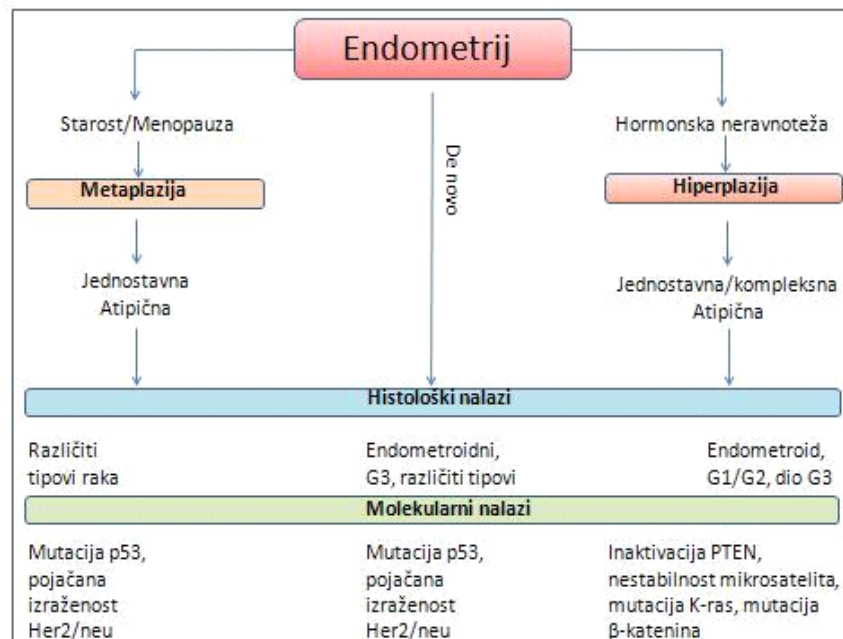 Endometrij
Starost/Menopauza
Hormonska neravnoteža
De novo
Metaplazija
Hiperplazija
Jednostavna
Atipična
Jednostavna/kompleksna
Atipična
Histološki nalazi
Različiti
tipovi raka
Endometroidni,
G3, različiti tipovi
Endometroid,
G1/G2, dio G3
Molekularni nalazi
Mutacija p53,
pojačana
izraženost
Her2/neu
Mutacija p53,
pojačana
izraženost
Her2/neu
Inaktivacija PTEN,
nestabilnost mikrosatelita,
mutacija K-ras, mutacija
β-katenina